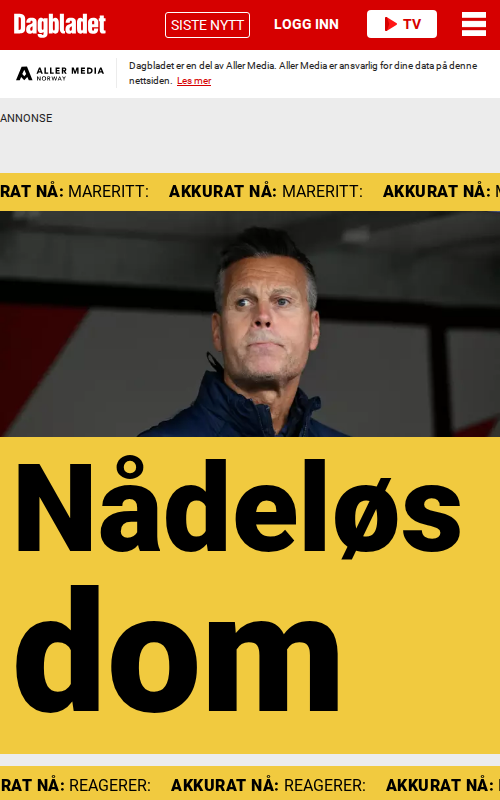 Dagbladet SISTE NYTT LOGG INN TV
ALLER MEDIA
NORWAY
Dagbladet er en del av Aller Media. Aller Media er ansvarlig for dine data på denne
nettsiden. Les mer
ANNONSE
RAT NÅ: MARERITT: AKKURAT NÅ: MARERITT: AKKURAT NÅ:
Nådeløs
dom
RAT NÅ: REAGERER: AKKURAT NÅ: REAGERER: AKKURAT NÅ: